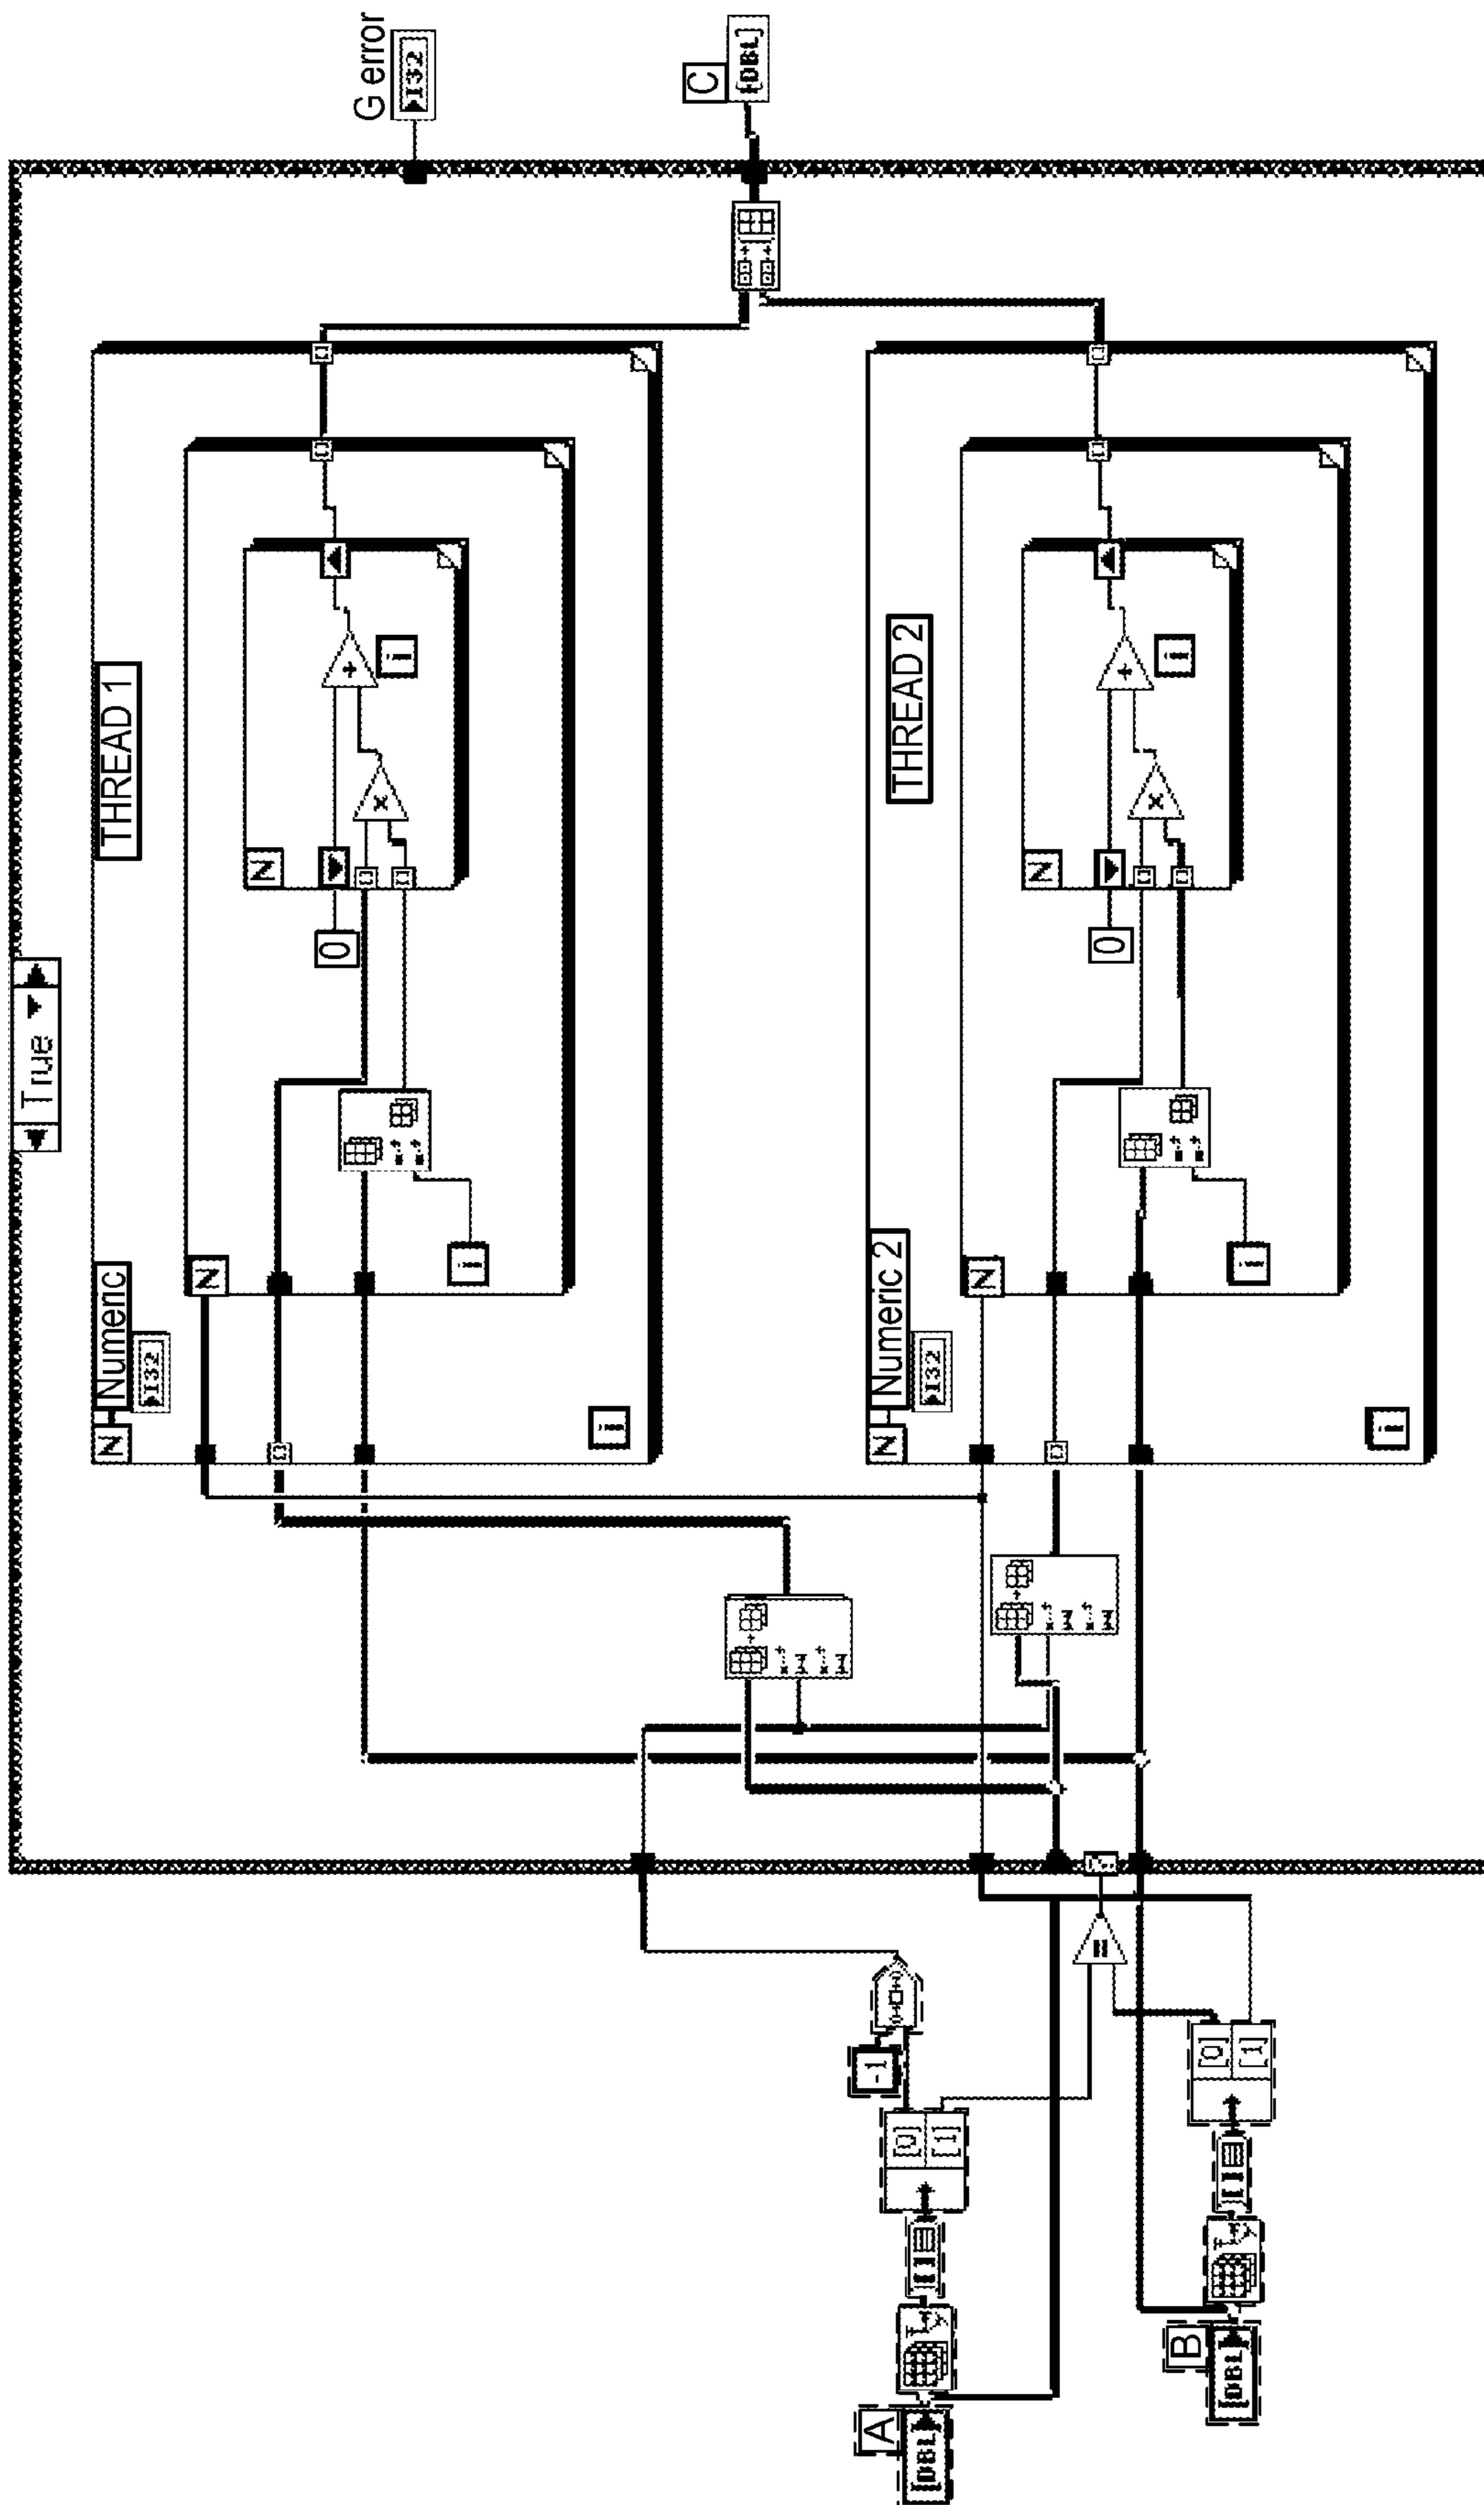 True
THREAD 1
Numeric
I32
N
N
N
0
x
+
i
i
i
G error
I32
THREAD 2
Numeric 2
I32
N
N
N
0
x
+
i
i
i
C
[DBL]
A
[DBL]
[0]
[1]
-1
=
B
[DBL]
[0]
[1]